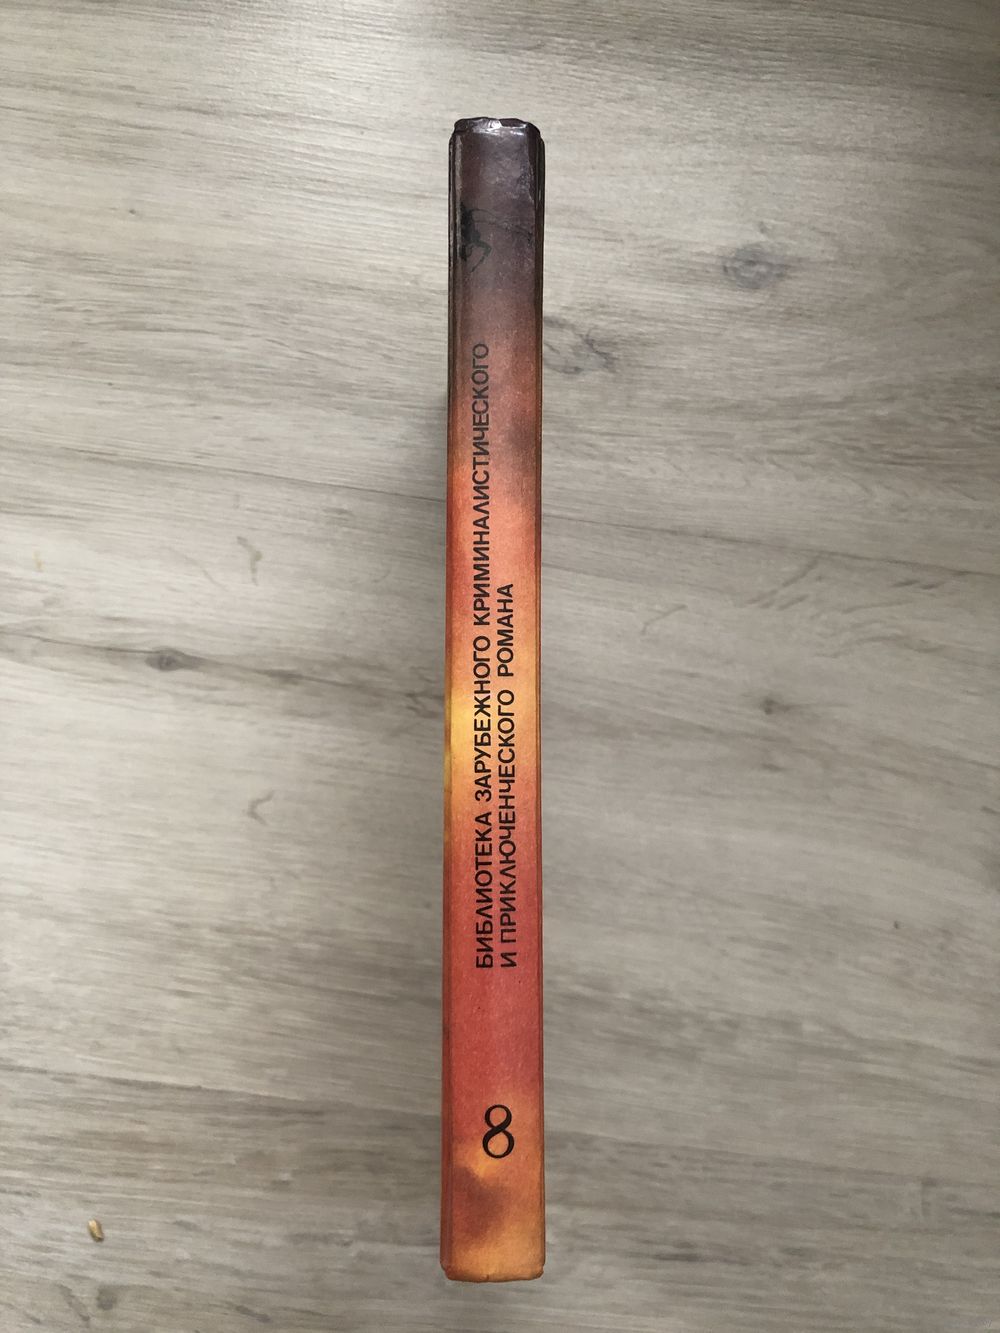 БИБЛИОТЕКА ЗАРУБЕЖНОГО КРИМИНАЛИСТИЧЕСКОГО
И ПРИКЛЮЧЕНЧЕСКОГО РОМАНА
8